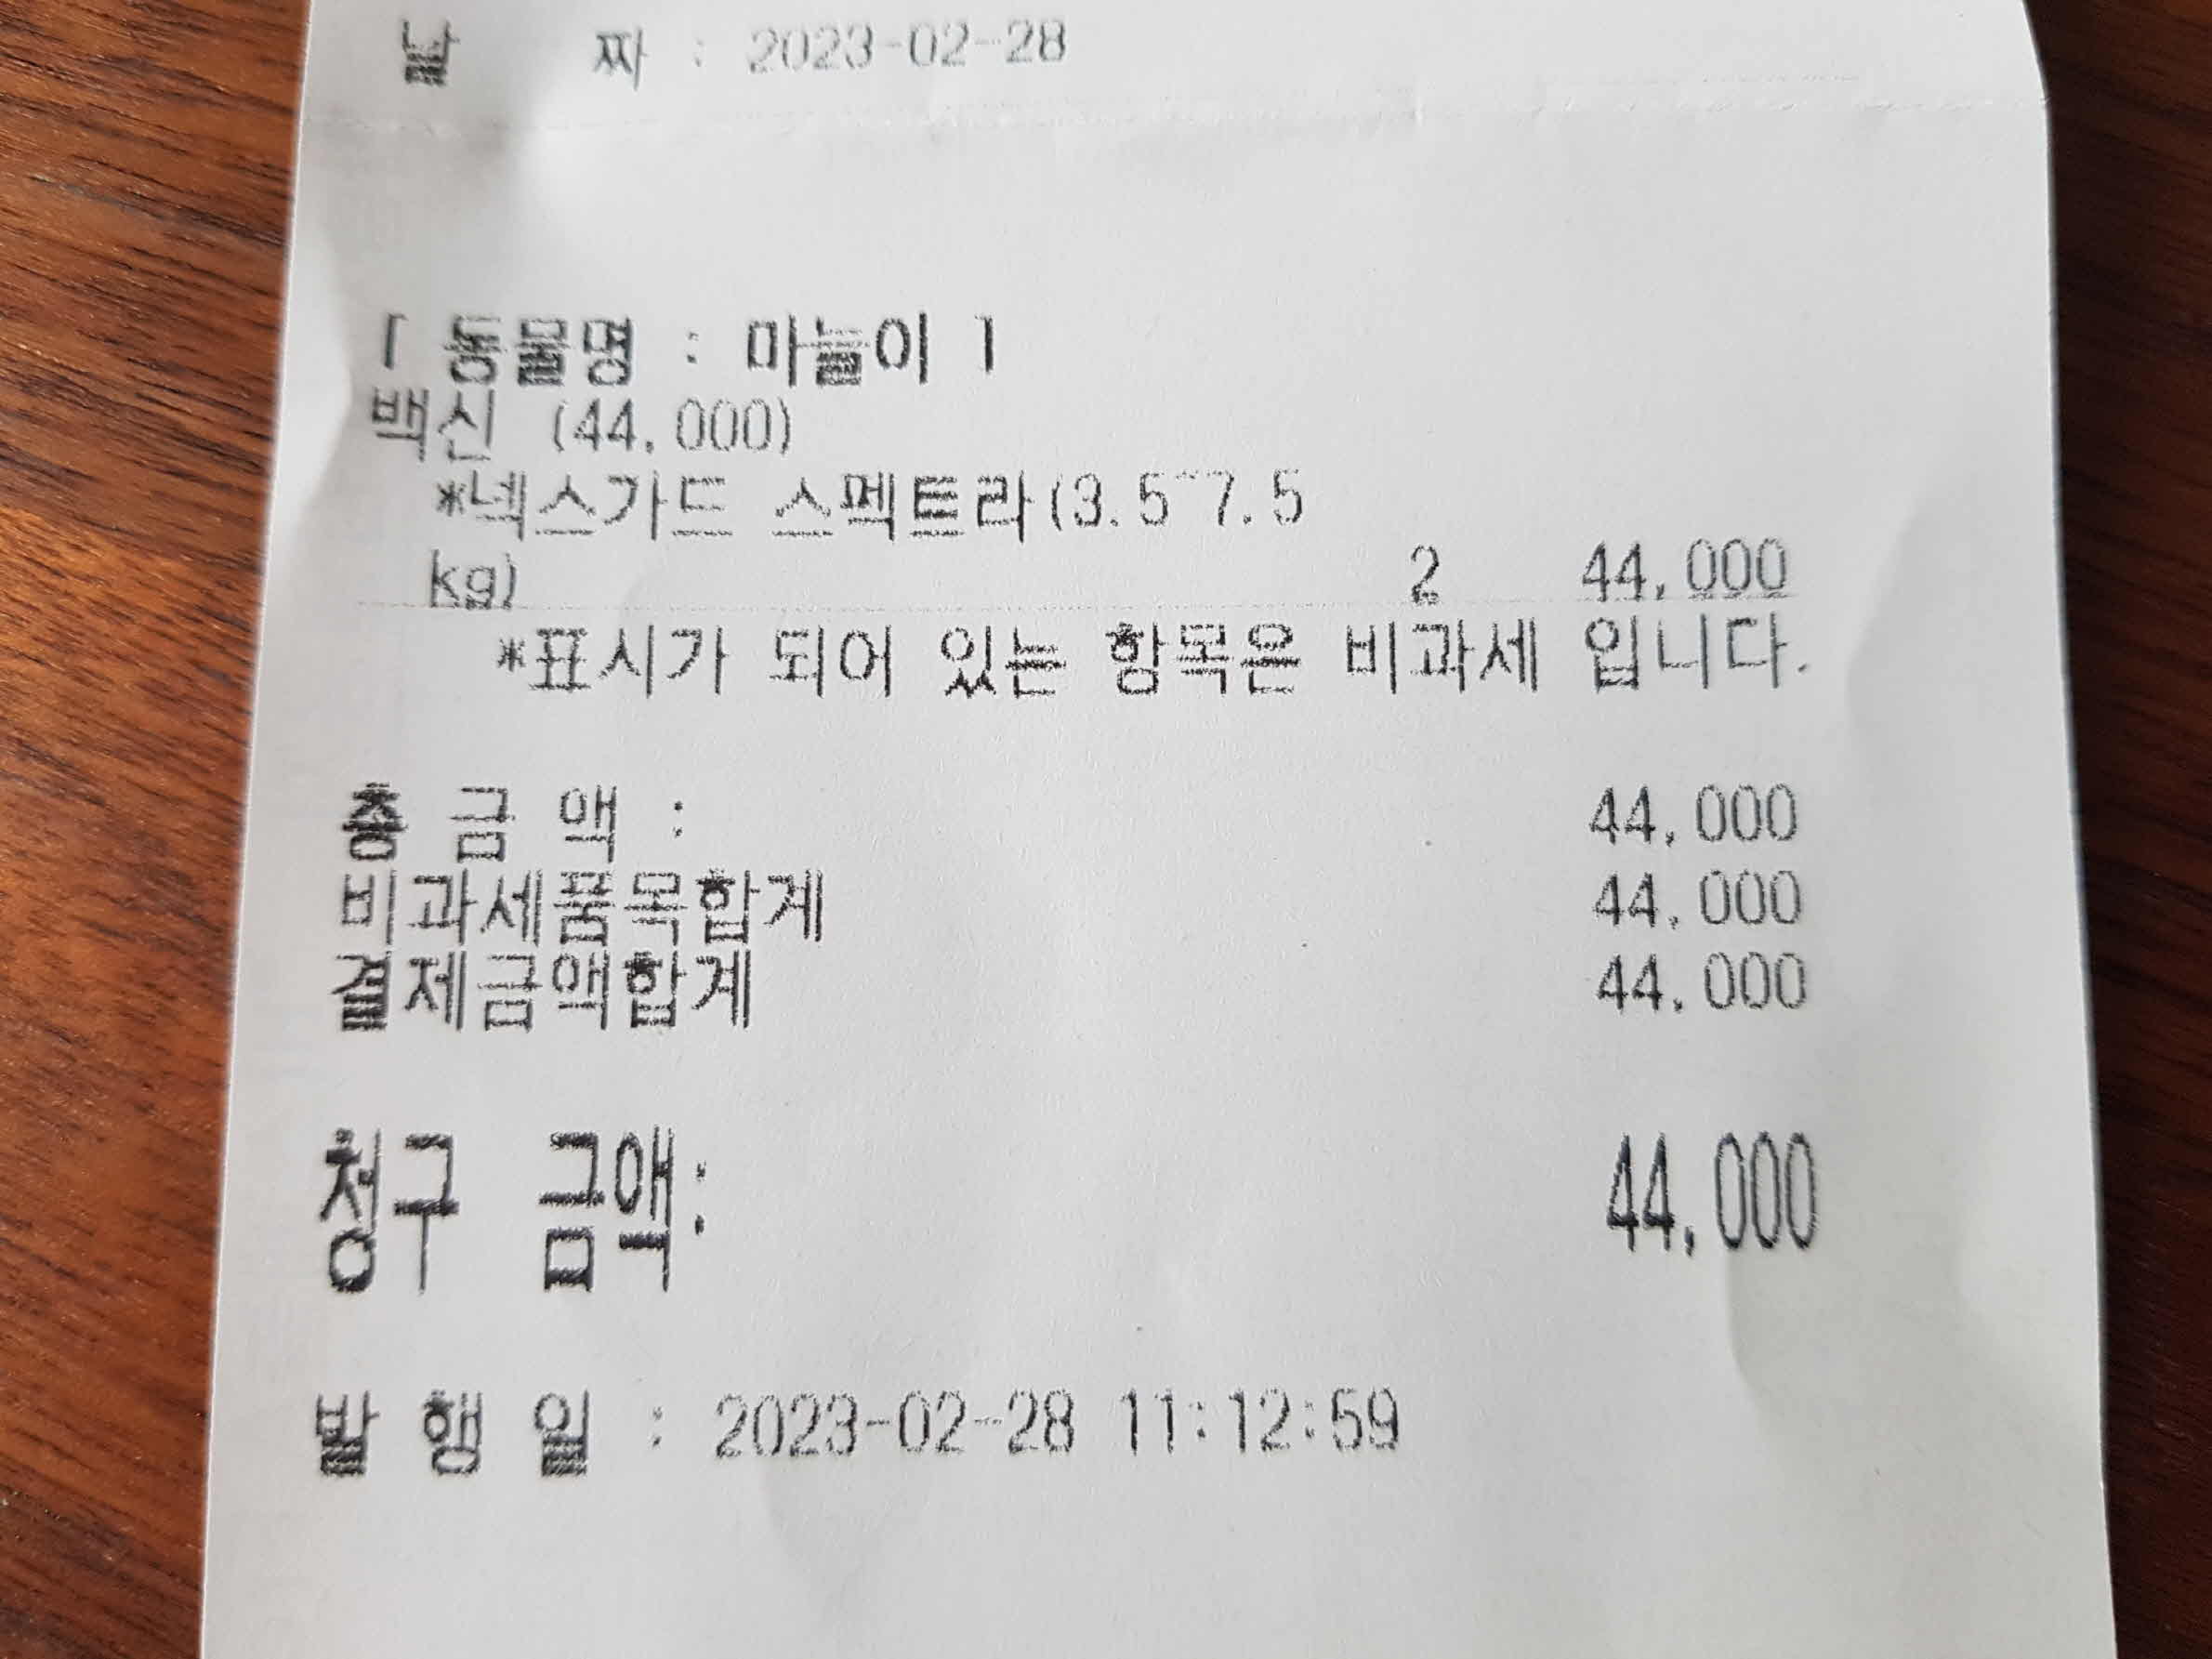 날 짜 : 2023-02-28
[ 동물명 : 마늘이 ]
백신 (44,000)
*넥스가드 스펙트라(3.5~7.5
kg) 2 44,000
*표시가 되어 있는 항목은 비과세 입니다.
총 금 액 : 44,000
비과세품목합계 44,000
결제금액합계 44,000
청구 금액: 44,000
발 행 일 : 2023-02-28 11:12:59